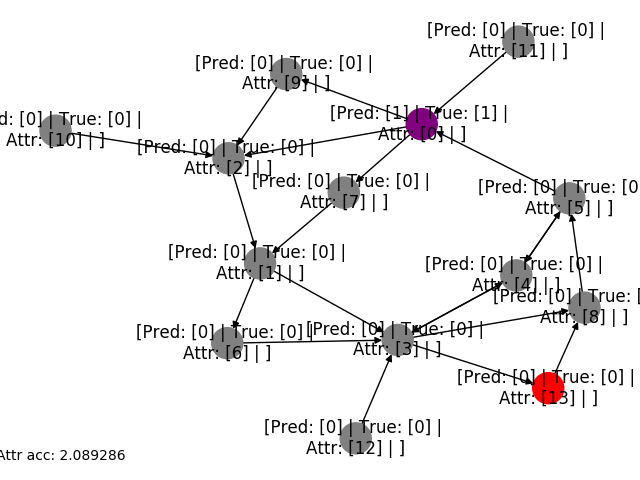 [Pred: [0] | True: [0] |
Attr: [11] | ]
[Pred: [0] | True: [0] |
Attr: [9] | ]
[Pred: [1] | True: [1] |
Attr: [0] | ]
d: [0] | True: [0] |
Attr: [10] | ]
[Pred: [0] | True: [0] |
Attr: [2] | ]
[Pred: [0] | True: [0] |
Attr: [7] | ]
[Pred: [0] | True: [0
Attr: [5] | ]
[Pred: [0] | True: [0] |
Attr: [1] | ]
[Pred: [0] | True: [0] |
Attr: [4] | ]
[Pred: [0] | True: [
Attr: [8] | ]
[Pred: [0] | True: [0] |
Attr: [6] | ]
[Pred: [0] | True: [0] |
Attr: [3] | ]
[Pred: [0] | True: [0] |
Attr: [13] | ]
[Pred: [0] | True: [0] |
Attr: [12] | ]
Attr acc: 2.089286